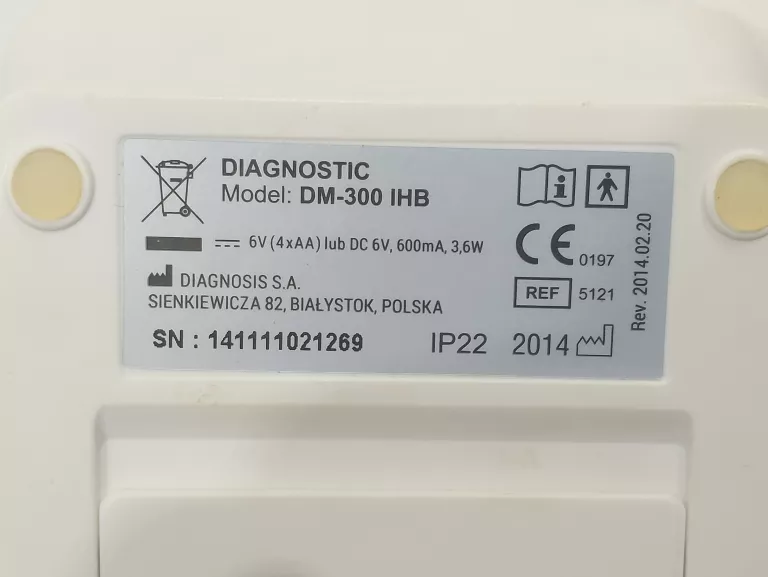 DIAGNOSTIC
Model: DM-300 IHB
6V (4xAA) lub DC 6V, 600mA, 3,6W
DIAGNOSIS S.A.
SIENKIEWICZA 82, BIAŁYSTOK, POLSKA
SN : 141111021269
IP22 2014
CE 0197
REF 5121
Rev. 2014.02.20